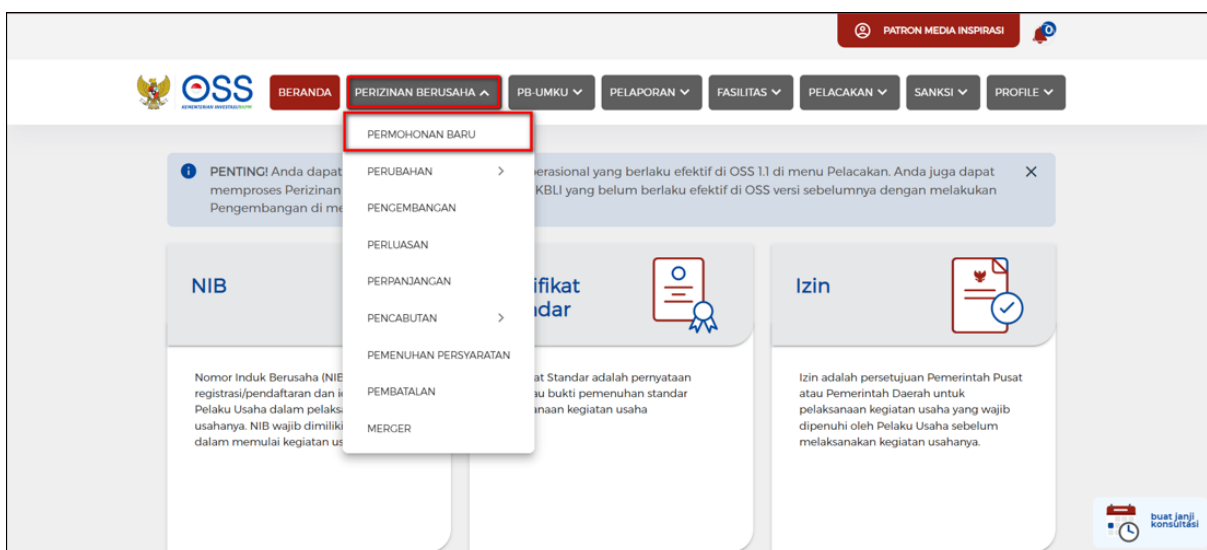 PATRON MEDIA INSPIRASI
0
OSS
KEMENTERIAN INVESTASI/BKPM
BERANDA
PERIZINAN BERUSAHA
PB-UMKU
PELAPORAN
FASILITAS
PELACAKAN
SANKSI
PROFILE
PERMOHONAN BARU
PERUBAHAN
PENGEMBANGAN
PERLUASAN
PERPANJANGAN
PENCABUTAN
PEMENUHAN PERSYARATAN
PEMBATALAN
MERGER
PENTING! Anda dapat erasional yang berlaku efektif di OSS 1.1 di menu Pelacakan. Anda juga dapat
memproses Perizinan KBLI yang belum berlaku efektif di OSS versi sebelumnya dengan melakukan
Pengembangan di me
NIB
Nomor Induk Berusaha (NIB
registrasi/pendaftaran dan i
Pelaku Usaha dalam pelaks
usahanya. NIB wajib dimiliki
dalam memulai kegiatan us
ifikat
dar
at Standar adalah pernyataan
au bukti pemenuhan standar
anaan kegiatan usaha
Izin
Izin adalah persetujuan Pemerintah Pusat
atau Pemerintah Daerah untuk
pelaksanaan kegiatan usaha yang wajib
dipenuhi oleh Pelaku Usaha sebelum
melaksanakan kegiatan usahanya.
buat janji
konsultasi